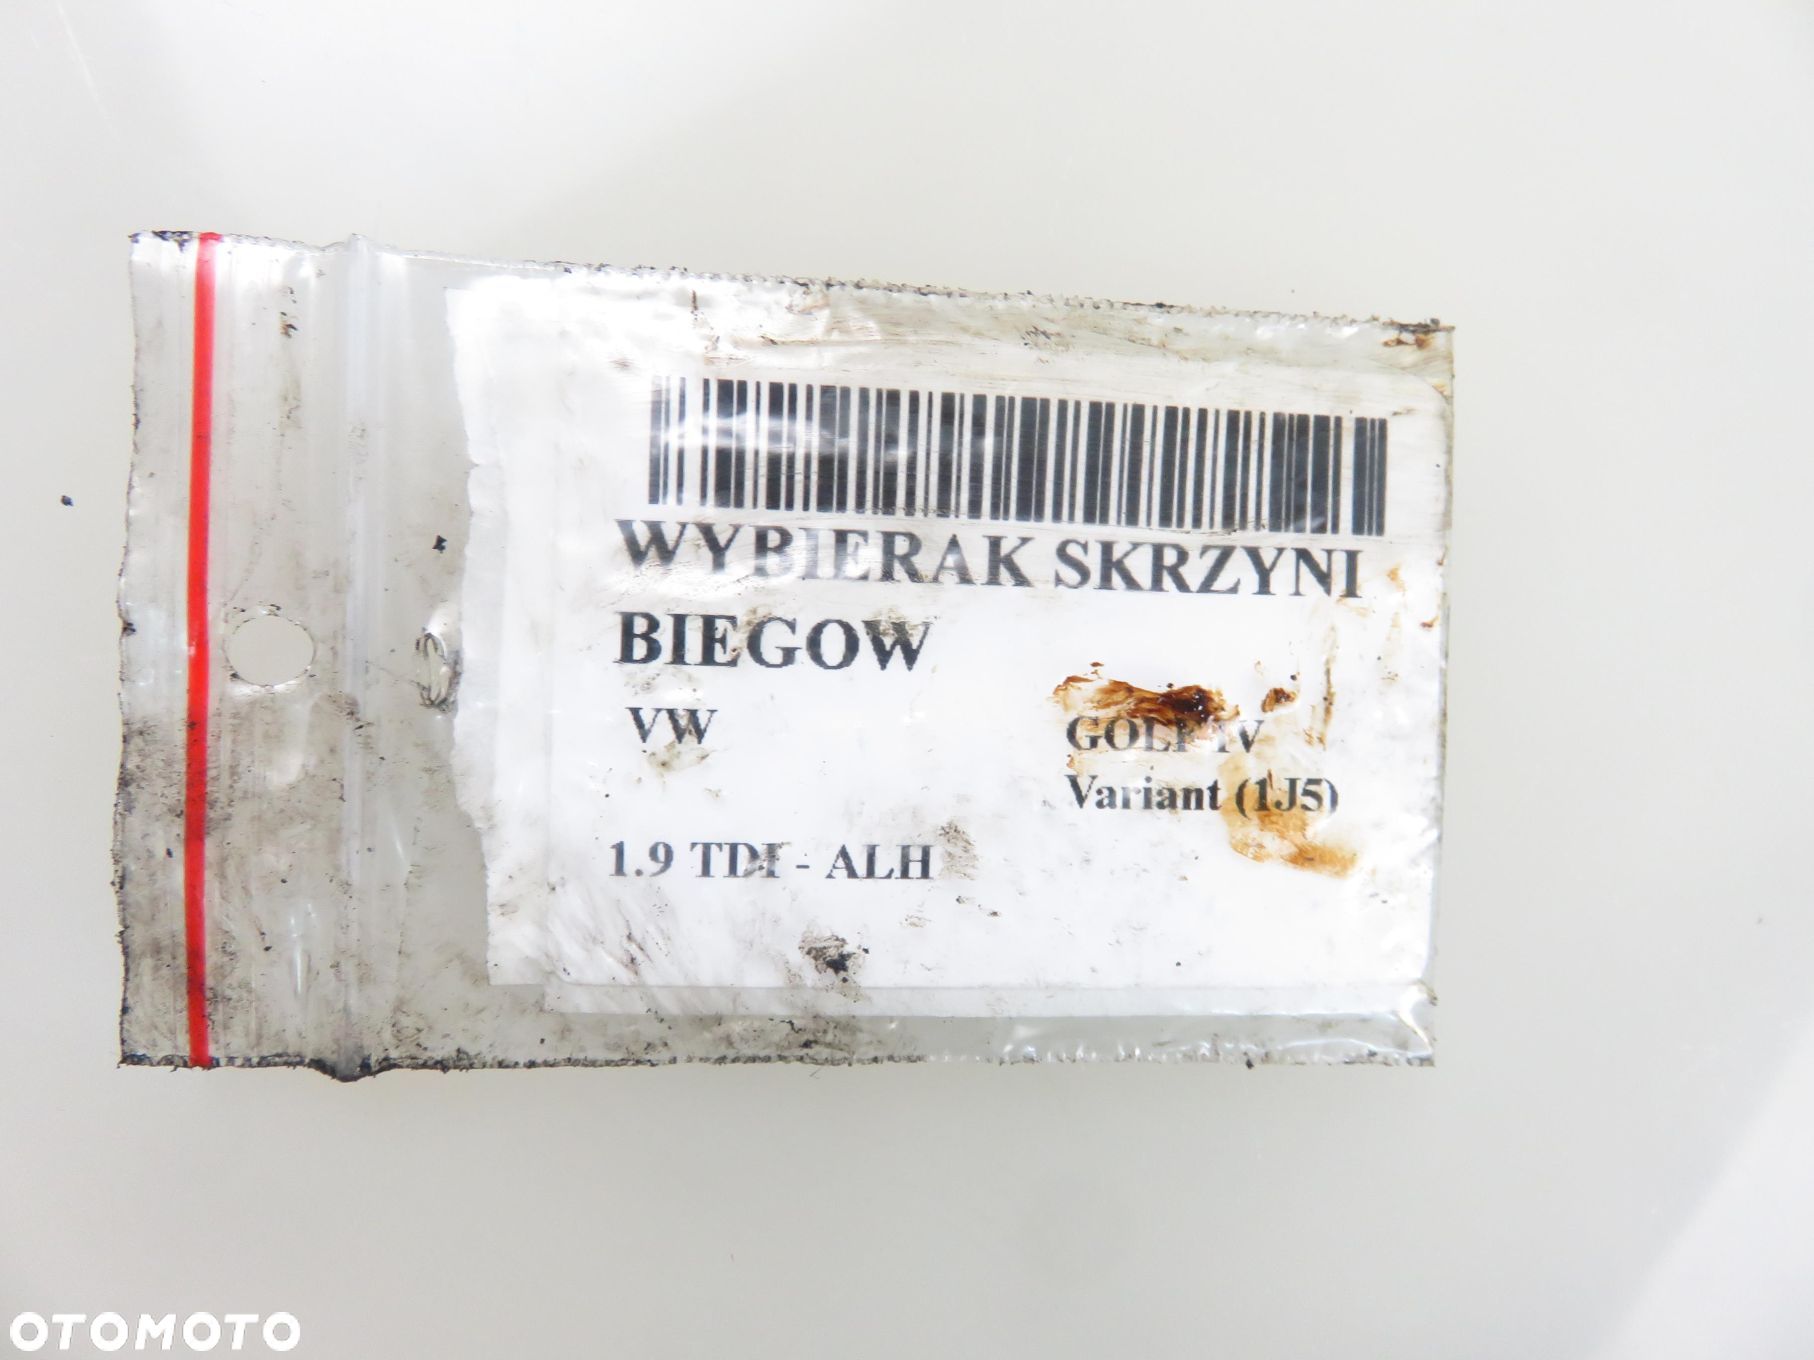 WYBIERAK SKRZYNI
BIEGOW
VW
GOLF IV
Variant (1J5)
1.9 TDI - ALH
OTOMOTO